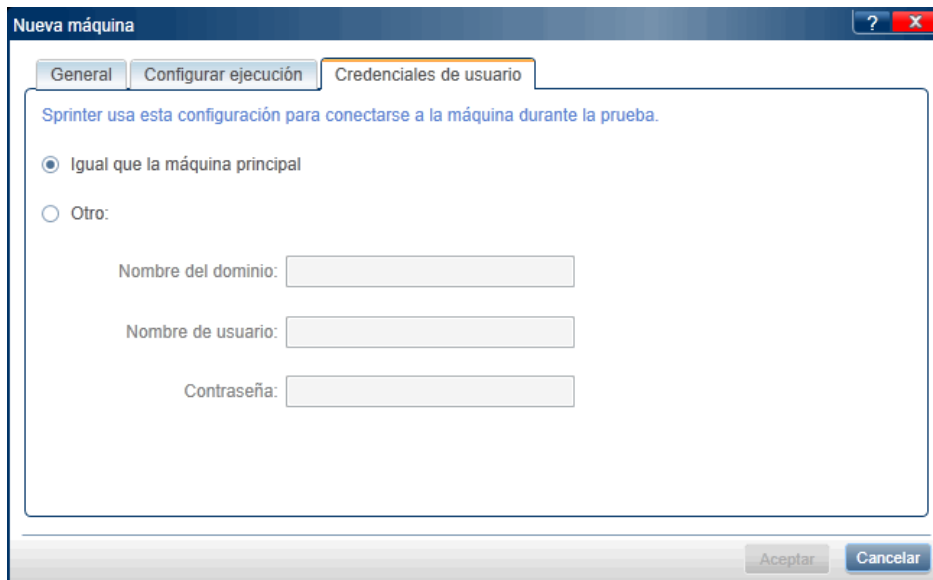 Nueva máquina
?
X
General
Configurar ejecución
Credenciales de usuario
Sprinter usa esta configuración para conectarse a la máquina durante la prueba.
Igual que la máquina principal
Otro:
Nombre del dominio:
Nombre de usuario:
Contraseña:
Aceptar
Cancelar